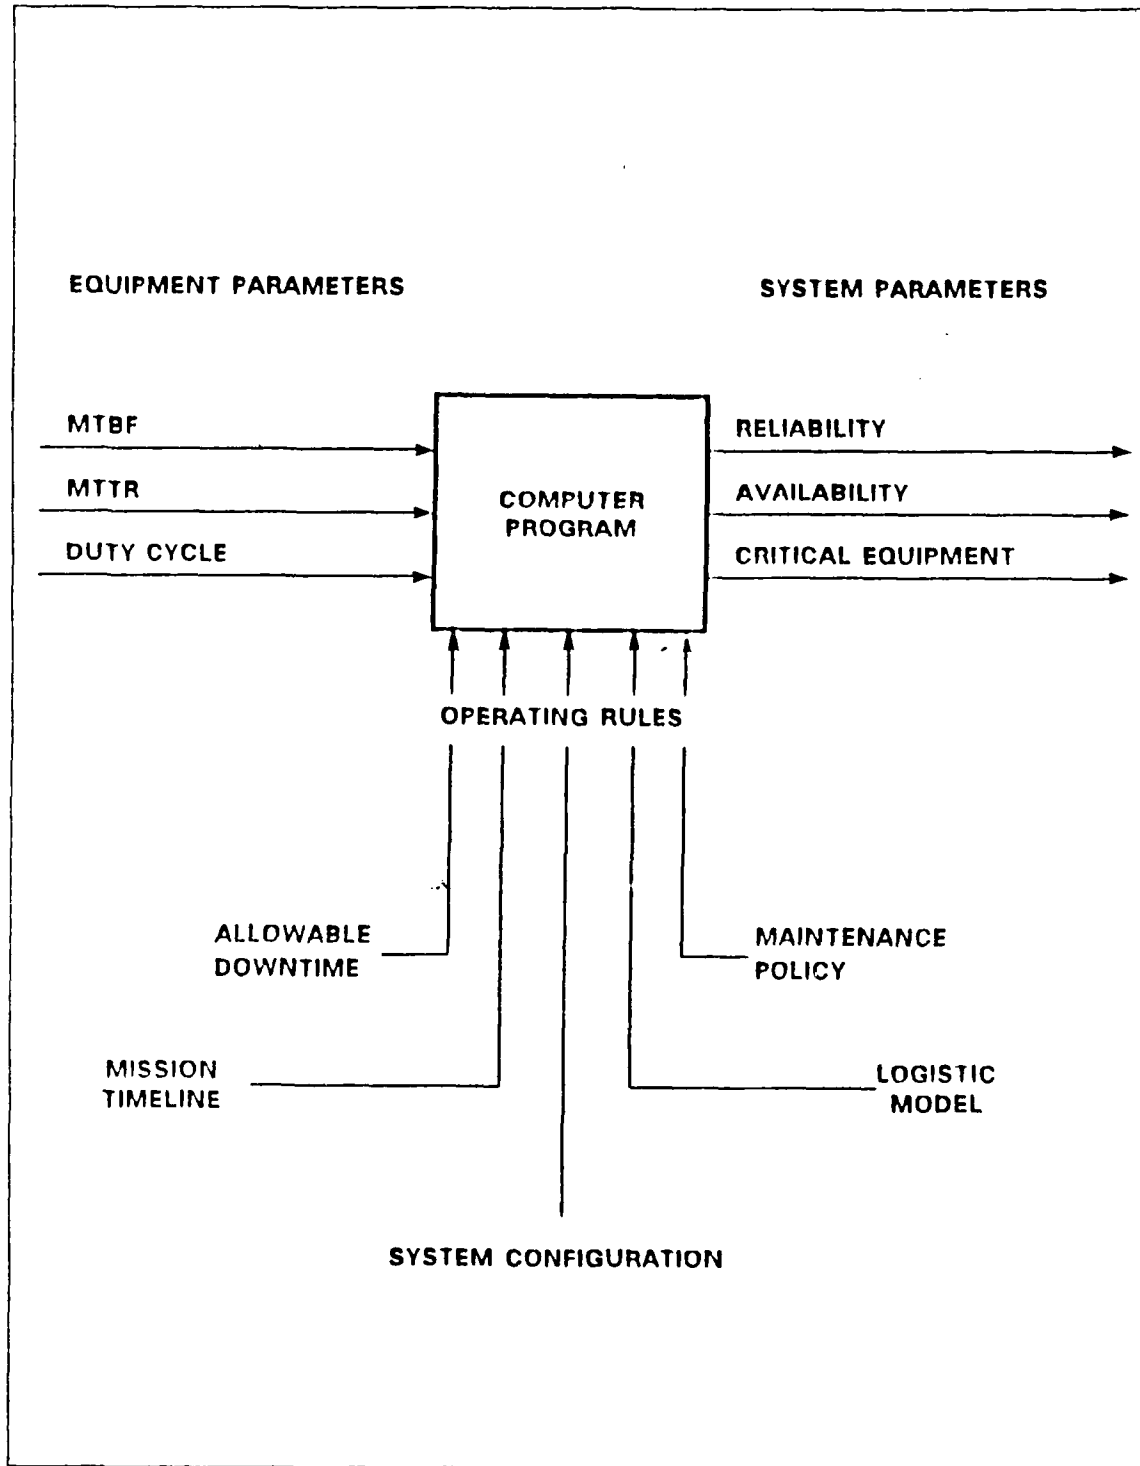 EQUIPMENT PARAMETERS
SYSTEM PARAMETERS
MTBF
MTTR
DUTY CYCLE
COMPUTER
PROGRAM
RELIABILITY
AVAILABILITY
CRITICAL EQUIPMENT
OPERATING RULES
ALLOWABLE
DOWNTIME
MAINTENANCE
POLICY
MISSION
TIMELINE
LOGISTIC
MODEL
SYSTEM CONFIGURATION